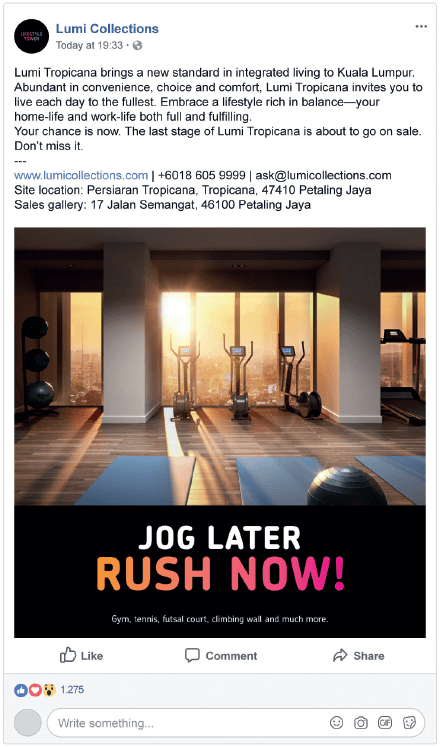 LIFESTYLE
TOWER
Lumi Collections
Today at 19:33 ·
Lumi Tropicana brings a new standard in integrated living to Kuala Lumpur.
Abundant in convenience, choice and comfort, Lumi Tropicana invites you to
live each day to the fullest. Embrace a lifestyle rich in balance—your
home-life and work-life both full and fulfilling.
Your chance is now. The last stage of Lumi Tropicana is about to go on sale.
Don't miss it.
---
www.lumicollections.com | +6018 605 9999 | ask@lumicollections.com
Site location: Persiaran Tropicana, Tropicana, 47410 Petaling Jaya
Sales gallery: 17 Jalan Semangat, 46100 Petaling Jaya
JOG LATER
RUSH NOW!
Gym, tennis, futsal court, climbing wall and much more.
Like Comment Share
1.275
Write something... GIF